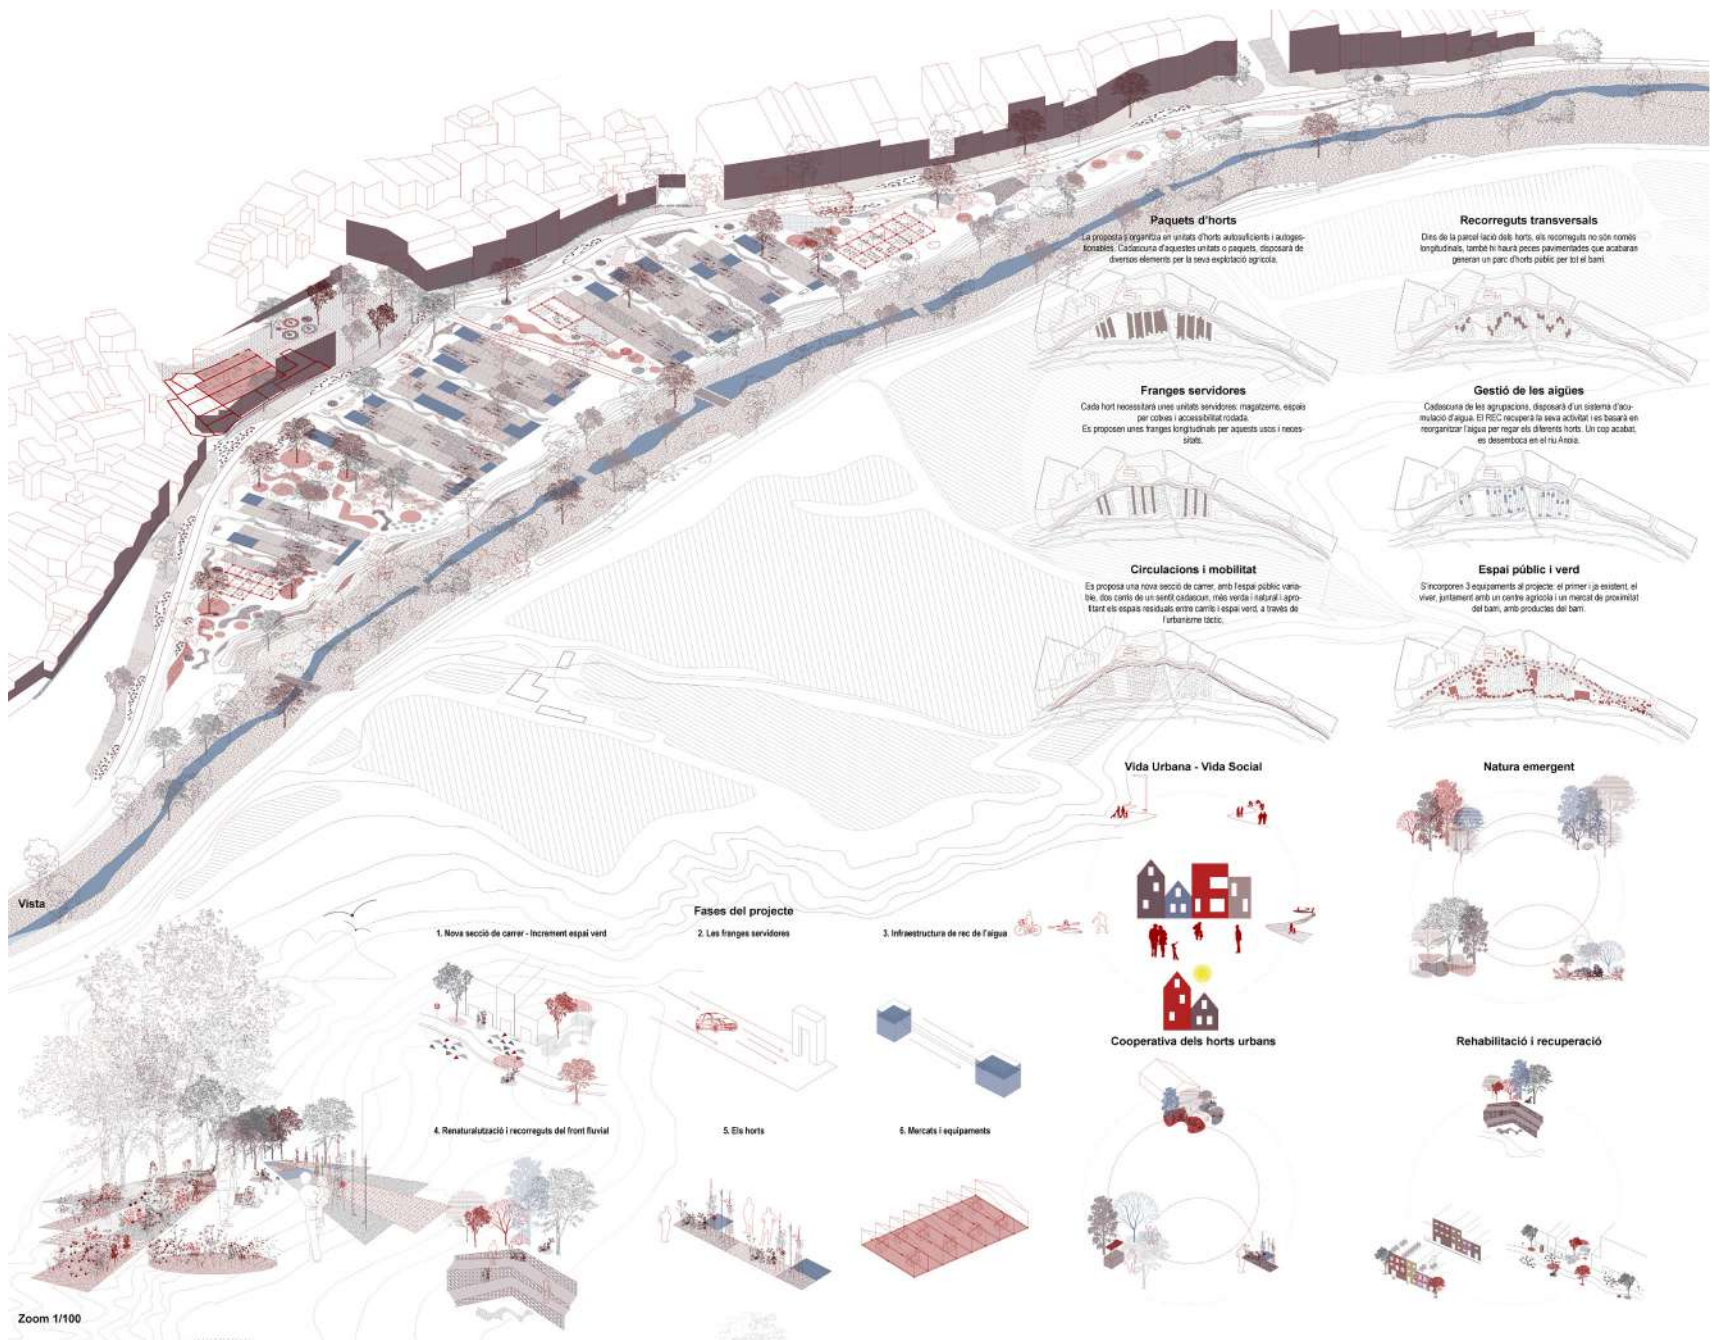 Paquets d'horts
La proposta s'organitza en unitats d'horts autosuficients i autoges-
tionables. Cadascuna d'aquestes unitats o paquets, disposarà de
diversos elements per la seva explotació agrícola.
Recorreguts transversals
Dins de la parcel·lació dels horts, els recorreguts no són només
longitudinals, també hi haurà peces pavimentades que acabaran
generan un parc d'horts públic per tot el barri.
Franges servidores
Cada hort necessitarà unes unitats servidores: magatzems, espais
per cotxes i accessibilitat rodada.
Es proposen unes franges longitudinals per aquests usos i neces-
sitats.
Gestió de les aigües
Cadascuna de les agrupacions, disposarà d'un sistema d'acu-
mulació d'aigua. El REC recuperà la seva activitat i es basarà en
reorganitzar l'aigua per regar els diferents horts. Un cop acabat,
es desemboca en el riu Anoia.
Circulacions i mobilitat
Es proposa una nova secció de carrer, amb l'espai públic varia-
ble, dos carris de un sentit cadascun, més verda i natural i apro-
fitant els espais residuals entre carrils i espai verd, a través de
l'urbanisme tàctic.
Espai públic i verd
S'incorporen 3 equipaments al projecte: el primer i ja existent, el
viver, juntament amb un centre agrícola i un mercat de proximitat
del barri, amb productes del barri.
Vida Urbana - Vida Social
Natura emergent
Vista
Fases del projecte
1. Nova secció de carrer - Increment espai verd
2. Les franges servidores
3. Infraestructura de rec de l'aigua
Cooperativa dels horts urbans
Rehabilitació i recuperació
4. Renaturalutzació i recorreguts del front fluvial
5. Els horts
6. Mercats i equipaments
Zoom 1/100